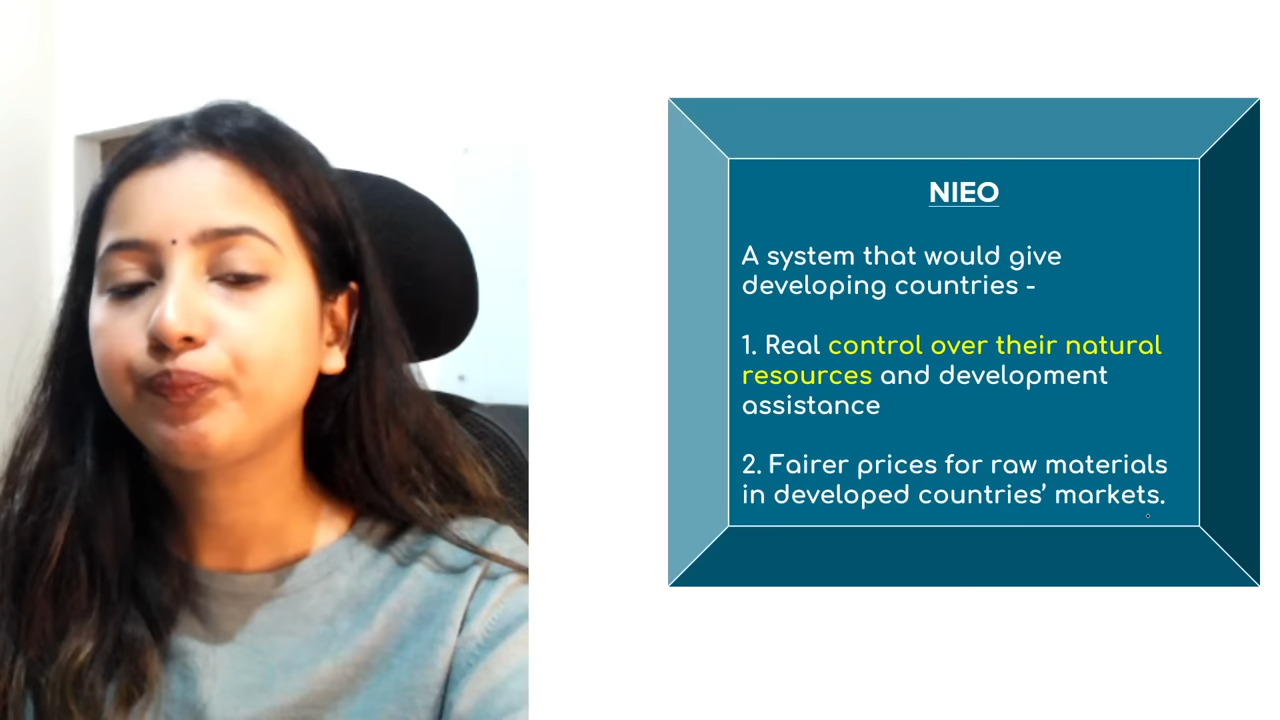 NIEO
A system that would give
developing countries -
1. Real control over their natural
resources and development
assistance
2. Fairer prices for raw materials
in developed countries’ markets.